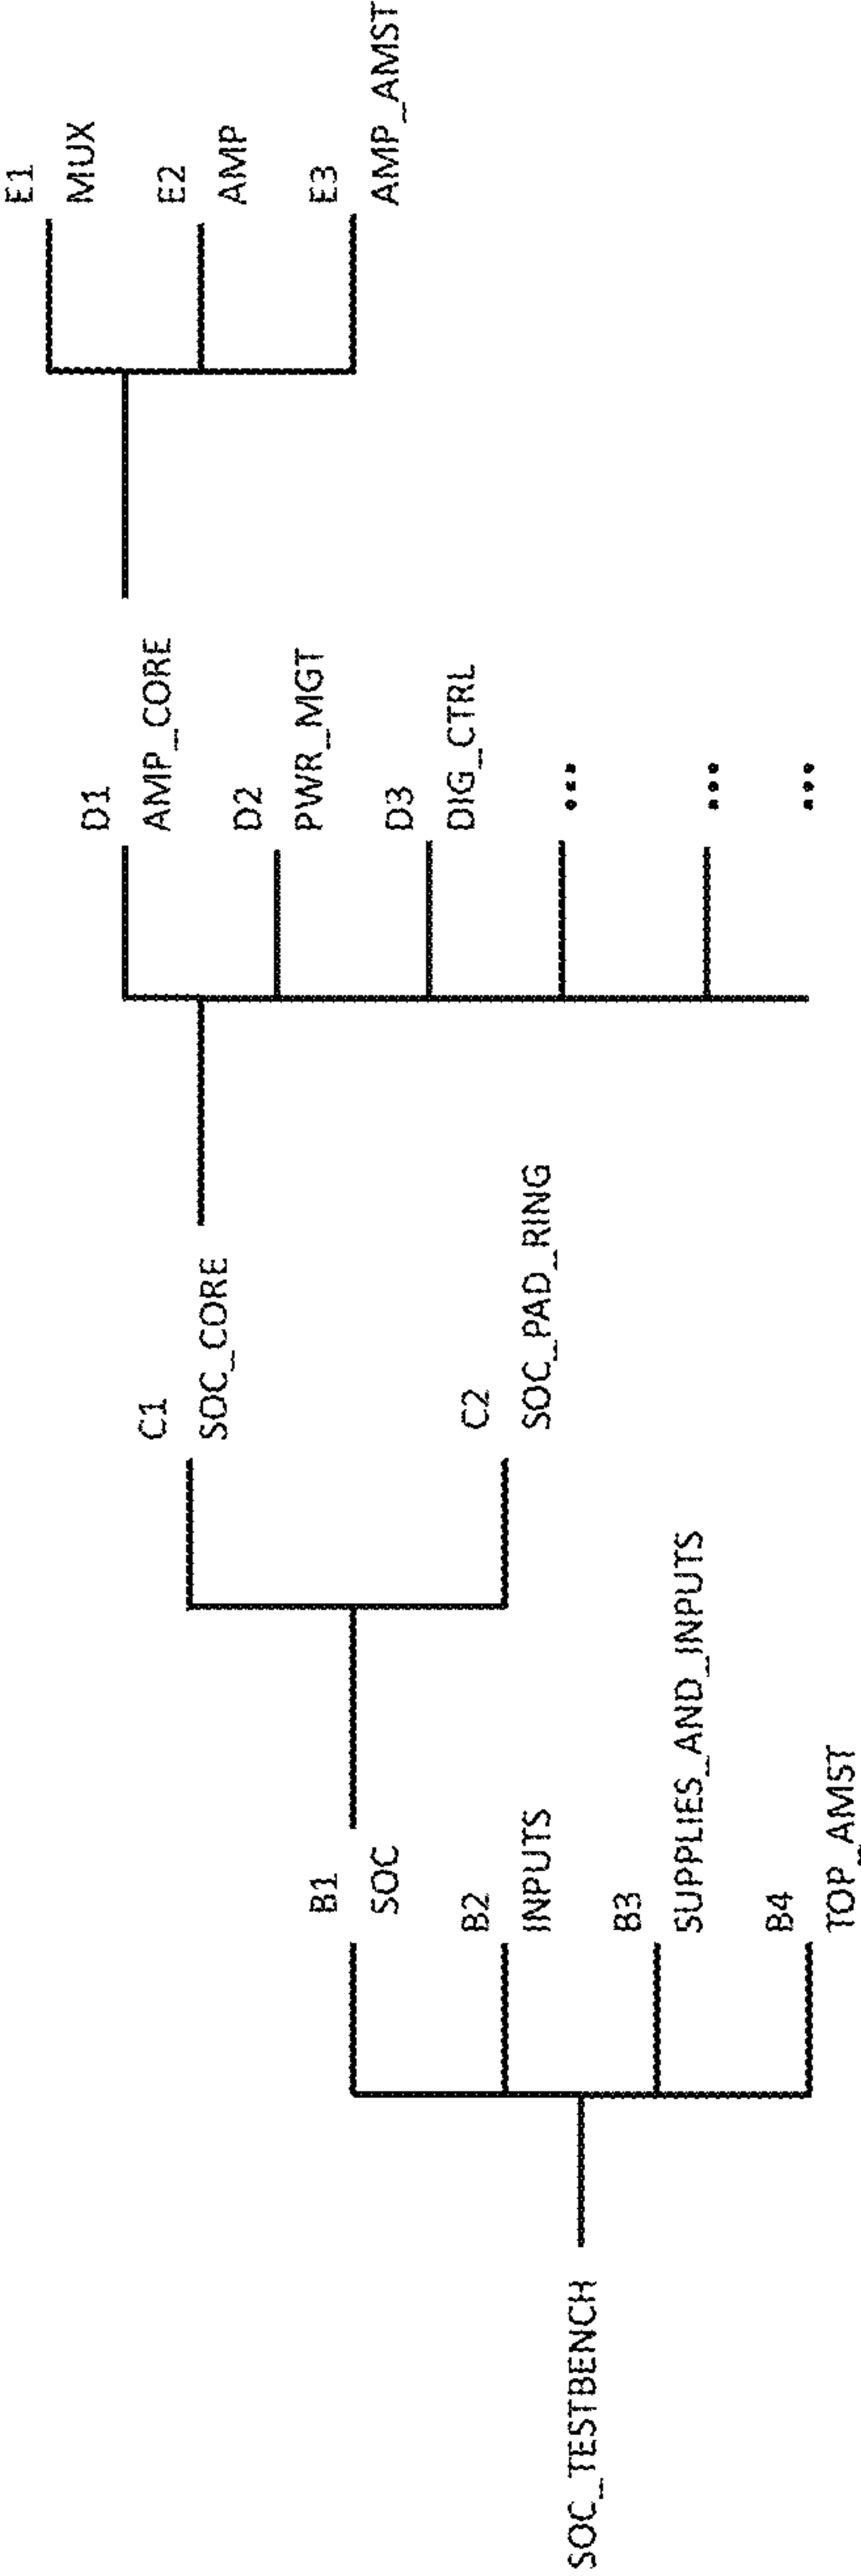 SOC_TESTBENCH
B1
SOC
B2
INPUTS
B3
SUPPLIES_AND_INPUTS
B4
TOP_AMST
C1
SOC_CORE
C2
SOC_PAD_RING
D1
AMP_CORE
D2
PWR_MGT
D3
DIG_CTRL
...
...
...
E1
MUX
E2
AMP
E3
AMP_AMST